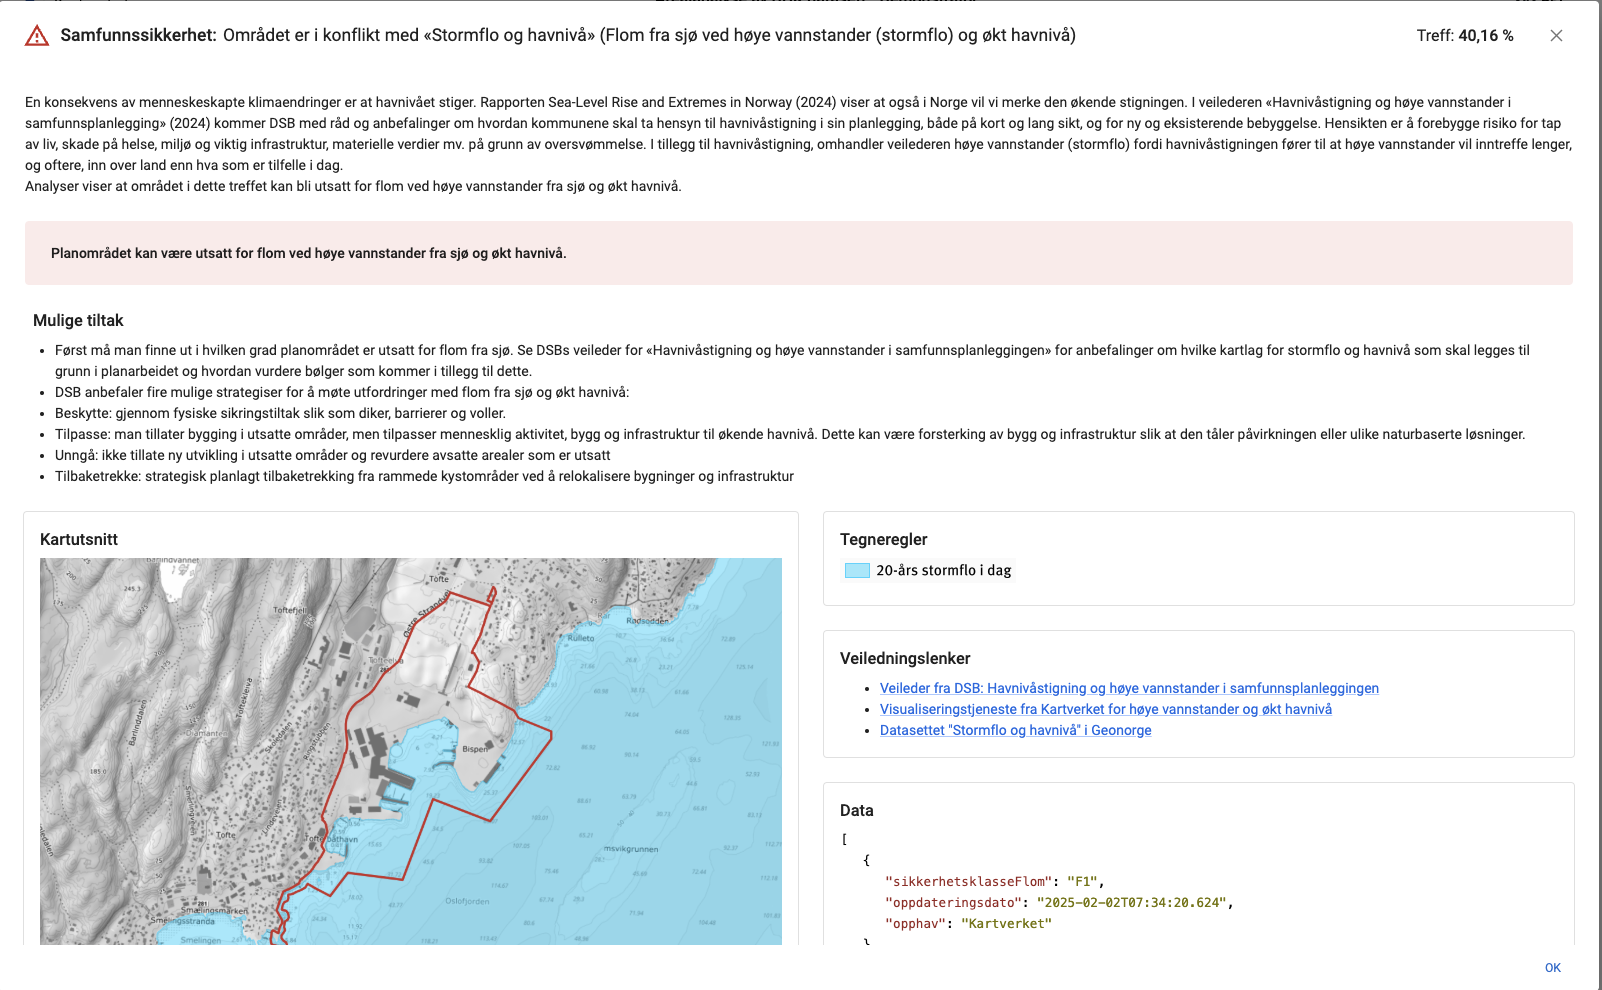 Samfunnssikkerhet: Området er i konflikt med «Stormflo og havnivå» (Flom fra sjø ved høye vannstander (stormflo) og økt havnivå)
Treff: 40,16 %
En konsekvens av menneskeskapte klimaendringer er at havnivået stiger. Rapporten Sea-Level Rise and Extremes in Norway (2024) viser at også i Norge vil vi merke den økende stigningen. I veilederen «Havnivåstigning og høye vannstander i
samfunnsplanlegging» (2024) kommer DSB med råd og anbefalinger om hvordan kommunene skal ta hensyn til havnivåstigning i sin planlegging, både på kort og lang sikt, og for ny og eksisterende bebyggelse. Hensikten er å forebygge risiko for tap
av liv, skade på helse, miljø og viktig infrastruktur, materielle verdier mv. på grunn av oversvømmelse. I tillegg til havnivåstigning, omhandler veilederen høye vannstander (stormflo) fordi havnivåstigningen fører til at høye vannstander vil inntreffe lenger,
og oftere, inn over land enn hva som er tilfelle i dag.
Analyser viser at området i dette treffet kan bli utsatt for flom ved høye vannstander fra sjø og økt havnivå.
Planområdet kan være utsatt for flom ved høye vannstander fra sjø og økt havnivå.
Mulige tiltak
• Først må man finne ut i hvilken grad planområdet er utsatt for flom fra sjø. Se DSBs veileder for «Havnivåstigning og høye vannstander i samfunnsplanleggingen» for anbefalinger om hvilke kartlag for stormflo og havnivå som skal legges til
grunn i planarbeidet og hvordan vurdere bølger som kommer i tillegg til dette.
• DSB anbefaler fire mulige strategiser for å møte utfordringer med flom fra sjø og økt havnivå:
• Beskytte: gjennom fysiske sikringstiltak slik som diker, barrierer og voller.
• Tilpasse: man tillater bygging i utsatte områder, men tilpasser mennesklig aktivitet, bygg og infrastruktur til økende havnivå. Dette kan være forsterking av bygg og infrastruktur slik at den tåler påvirkningen eller ulike naturbaserte løsninger.
• Unngå: ikke tillate ny utvikling i utsatte områder og revurdere avsatte arealer som er utsatt
• Tilbaketrekke: strategisk planlagt tilbaketrekking fra rammede kystområder ved å relokalisere bygninger og infrastruktur
Kartutsnitt
Barlindvannet
Tofte
245.3
Toftefjell
Østre Strandvei
Rødsodden
Rulleto
Toftekleiva
Barlinddalen
Diamanten
Skoledalen
Ringstubben
185.0
Bispen
Lindeveien
Tofte
msvikgrunnen
Oslofjorden
Smælingsmarken
Smelingsstranda
Smelingen
Tegneregler
20-års stormflo i dag
Veiledningslenker
• Veileder fra DSB: Havnivåstigning og høye vannstander i samfunnsplanleggingen
• Visualiseringstjeneste fra Kartverket for høye vannstander og økt havnivå
• Datasettet "Stormflo og havnivå" i Geonorge
Data
[
{
"sikkerhetsklasseFlom": "F1",
"oppdateringsdato": "2025-02-02T07:34:20.624",
"opphav": "Kartverket"
}
OK